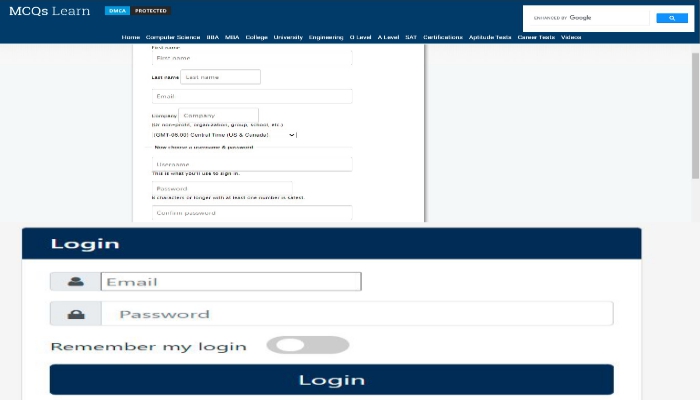 MCQs Learn DMCA PROTECTED
ENHANCED BY Google
Home Computer Science BBA MBA College University Engineering O Level A Level SAT Certifications Aptitude Tests Career Tests Videos
First name
First name
Last name Last name
Email
Company Company
(Or non-profit, organization, group, school, etc.)
(GMT-06:00) Central Time (US & Canada)
Now choose a username & password
Username
This is what you'll use to sign in.
Password
6 characters or longer with at least one number is safest.
Confirm password
Login
Email
Password
Remember my login
Login